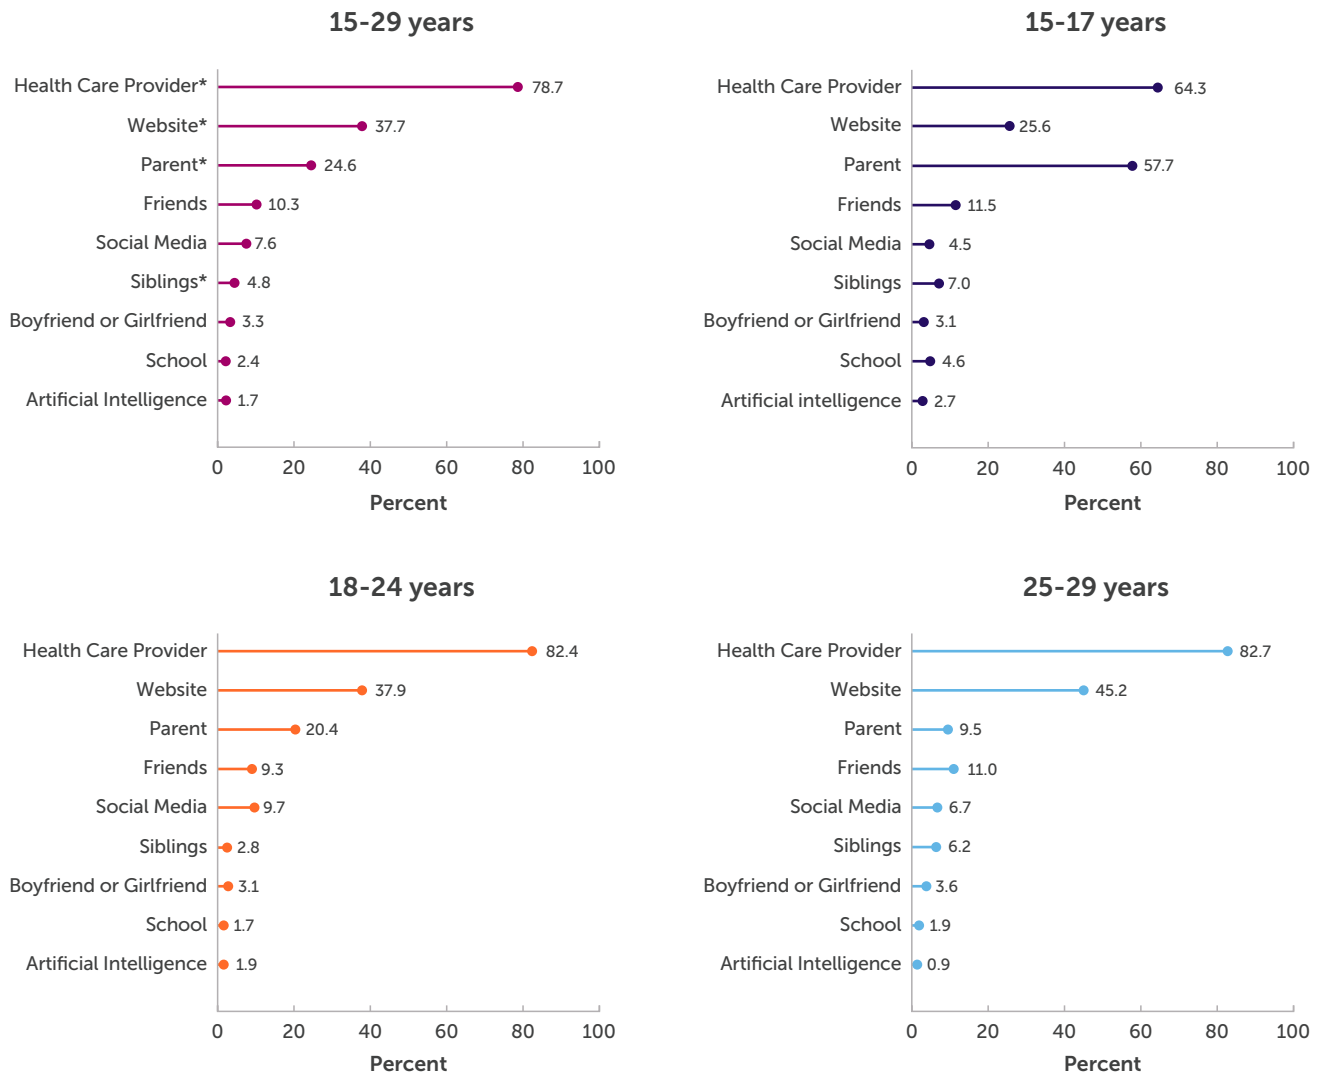 15-29 years
Health Care Provider* 78.7
Website* 37.7
Parent* 24.6
Friends 10.3
Social Media 7.6
Siblings* 4.8
Boyfriend or Girlfriend 3.3
School 2.4
Artificial Intelligence 1.7
0 20 40 60 80 100
Percent
15-17 years
Health Care Provider 64.3
Website 25.6
Parent 57.7
Friends 11.5
Social Media 4.5
Siblings 7.0
Boyfriend or Girlfriend 3.1
School 4.6
Artificial intelligence 2.7
0 20 40 60 80 100
Percent
18-24 years
Health Care Provider 82.4
Website 37.9
Parent 20.4
Friends 9.3
Social Media 9.7
Siblings 2.8
Boyfriend or Girlfriend 3.1
School 1.7
Artificial Intelligence 1.9
0 20 40 60 80 100
Percent
25-29 years
Health Care Provider 82.7
Website 45.2
Parent 9.5
Friends 11.0
Social Media 6.7
Siblings 6.2
Boyfriend or Girlfriend 3.6
School 1.9
Artificial Intelligence 0.9
0 20 40 60 80 100
Percent